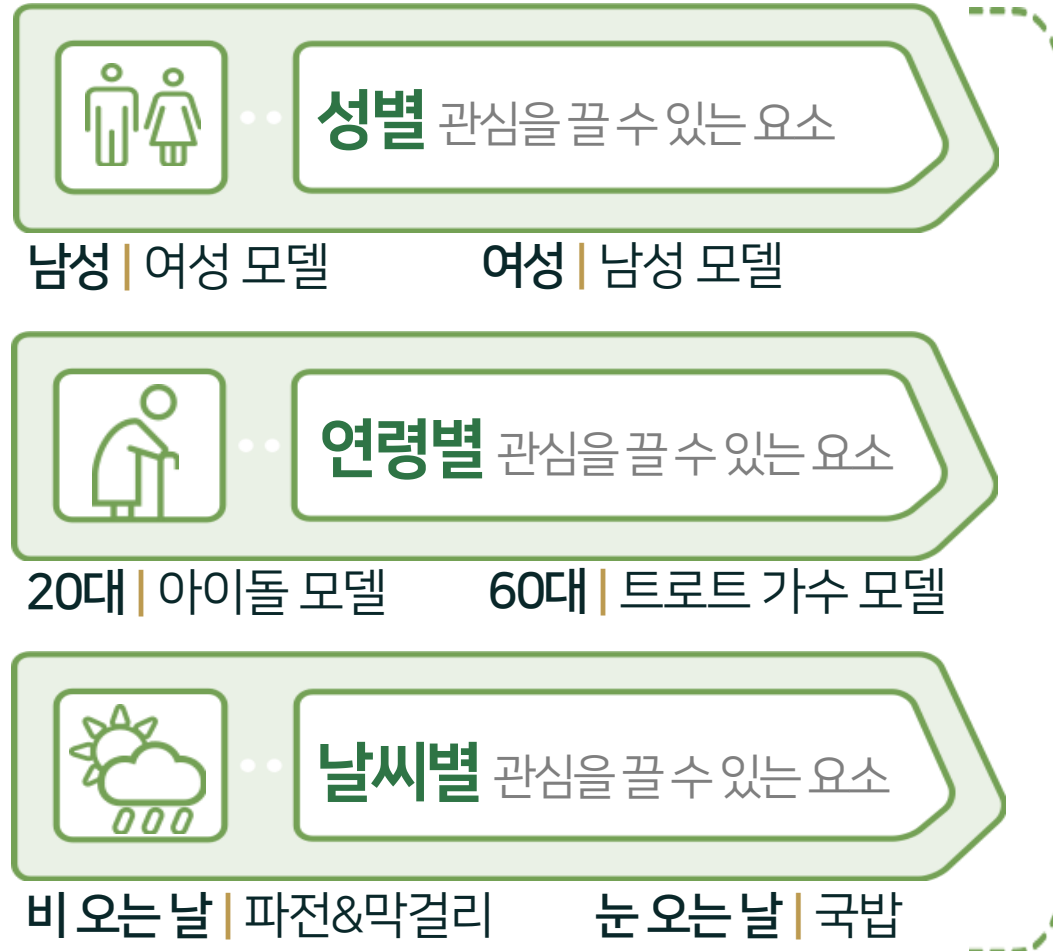 성별 관심을 끌 수 있는 요소
남성 | 여성 모델 여성 | 남성 모델
연령별 관심을 끌 수 있는 요소
20대 | 아이돌 모델 60대 | 트로트 가수 모델
날씨별 관심을 끌 수 있는 요소
비 오는 날 | 파전&막걸리 눈 오는 날 | 국밥